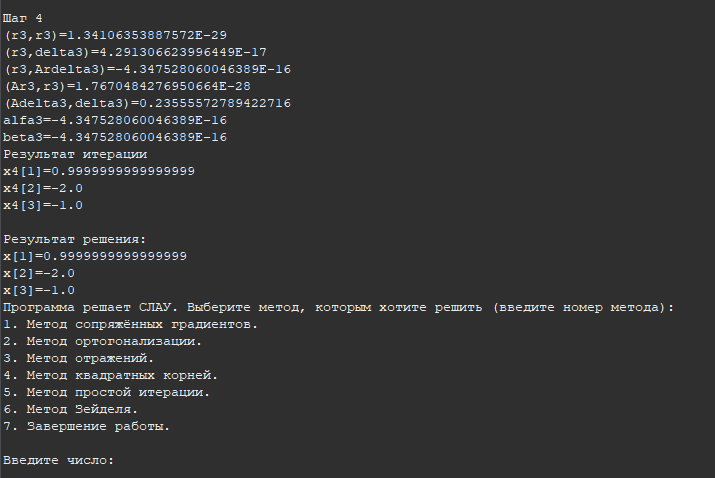 Шаг 4
(r3,r3)=1.34106353887572E-29
(r3,delta3)=4.291306623996449E-17
(r3,Ardelta3)=-4.347528060046389E-16
(Ar3,r3)=1.7670484276950664E-28
(Adelta3,delta3)=0.23555572789422716
alfa3=-4.347528060046389E-16
beta3=-4.347528060046389E-16
Результат итерации
x4[1]=0.9999999999999999
x4[2]=-2.0
x4[3]=-1.0
Результат решения:
x[1]=0.9999999999999999
x[2]=-2.0
x[3]=-1.0
Программа решает СЛАУ. Выберите метод, которым хотите решить (введите номер метода):
1. Метод сопряжённых градиентов.
2. Метод ортогонализации.
3. Метод отражений.
4. Метод квадратных корней.
5. Метод простой итерации.
6. Метод Зейделя.
7. Завершение работы.
Введите число: